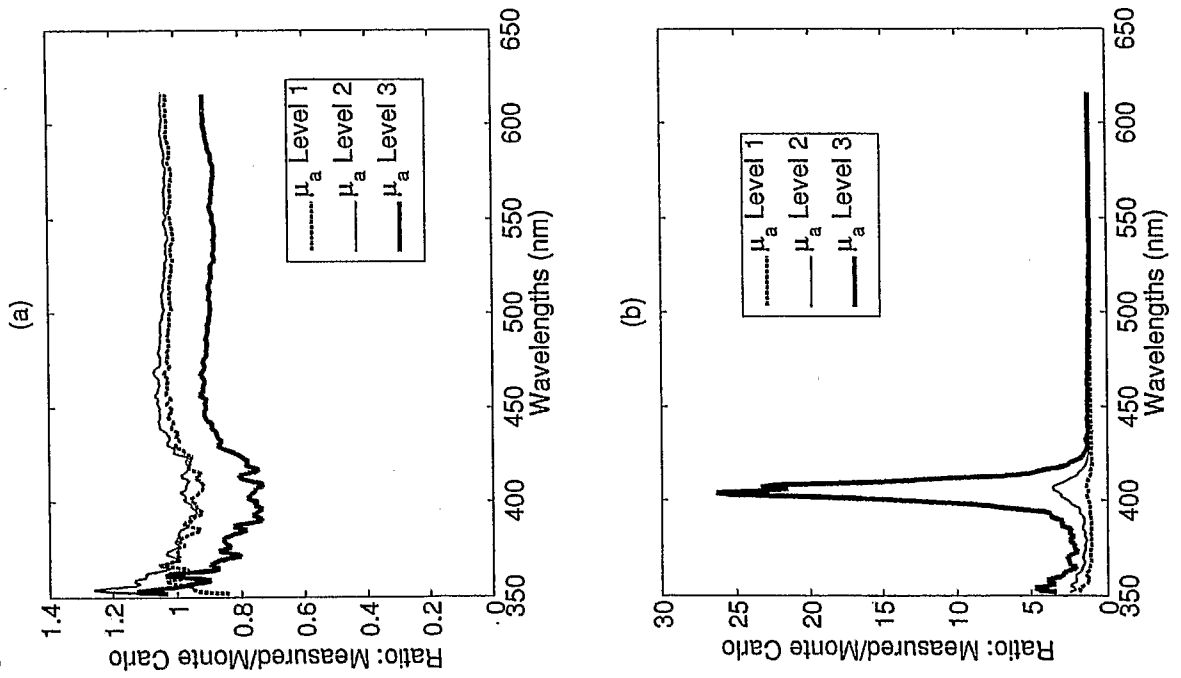 (a)
Ratio: Measured/Monte Carlo
1.4
1.2
1
0.8
0.6
0.4
0.2
0
μa Level 1
μa Level 2
μa Level 3
350
400
450
500
550
600
650
Wavelengths (nm)
(b)
Ratio: Measured/Monte Carlo
30
25
20
15
10
5
0
μa Level 1
μa Level 2
μa Level 3
350
400
450
500
550
600
650
Wavelengths (nm)